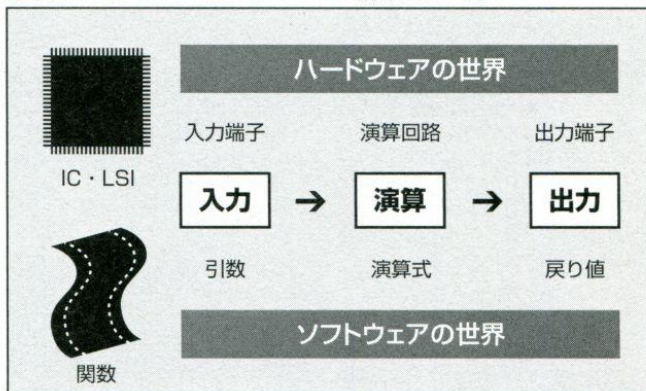 ハードウェアの世界
入力端子 演算回路 出力端子
IC・LSI
入力 → 演算 → 出力
引数 演算式 戻り値
ソフトウェアの世界
関数